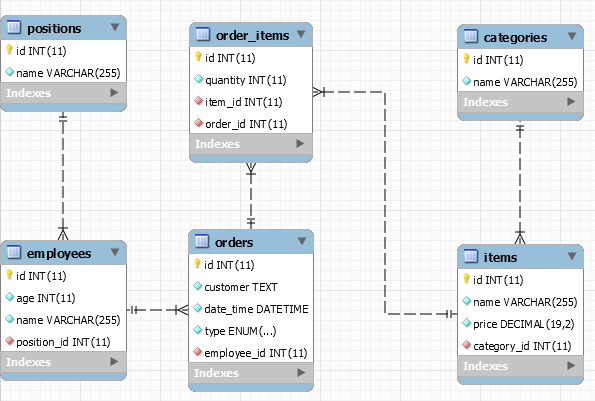 positions
id INT(11)
name VARCHAR(255)
Indexes
order_items
id INT(11)
quantity INT(11)
item_id INT(11)
order_id INT(11)
Indexes
categories
id INT(11)
name VARCHAR(255)
Indexes
employees
id INT(11)
age INT(11)
name VARCHAR(255)
position_id INT(11)
Indexes
orders
id INT(11)
customer TEXT
date_time DATETIME
type ENUM(...)
employee_id INT(11)
Indexes
items
id INT(11)
name VARCHAR(255)
price DECIMAL(19,2)
category_id INT(11)
Indexes